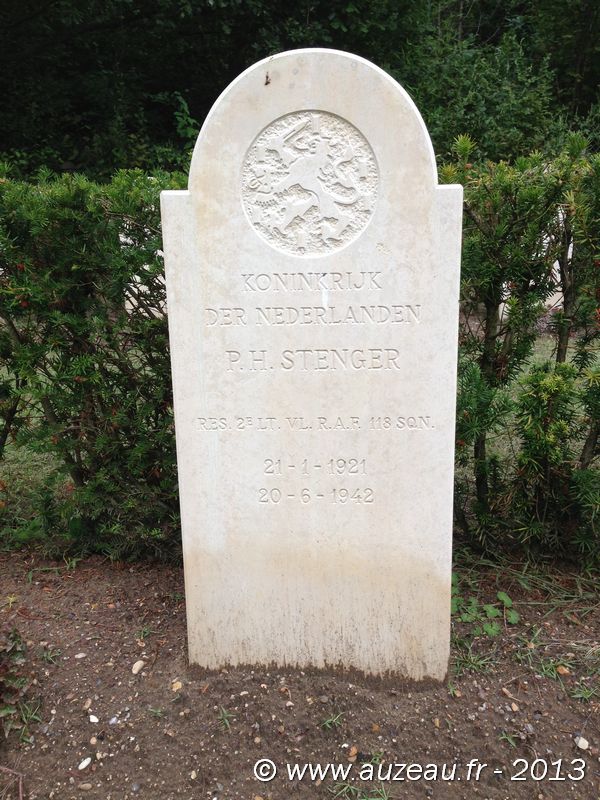 KONINKRIJK
DER NEDERLANDEN
P.H. STENGER
RES. 2E LT. VL. R.A.F. 118 SQN.
21-1-1921
20-6-1942
©www.auzeau.fr - 2013